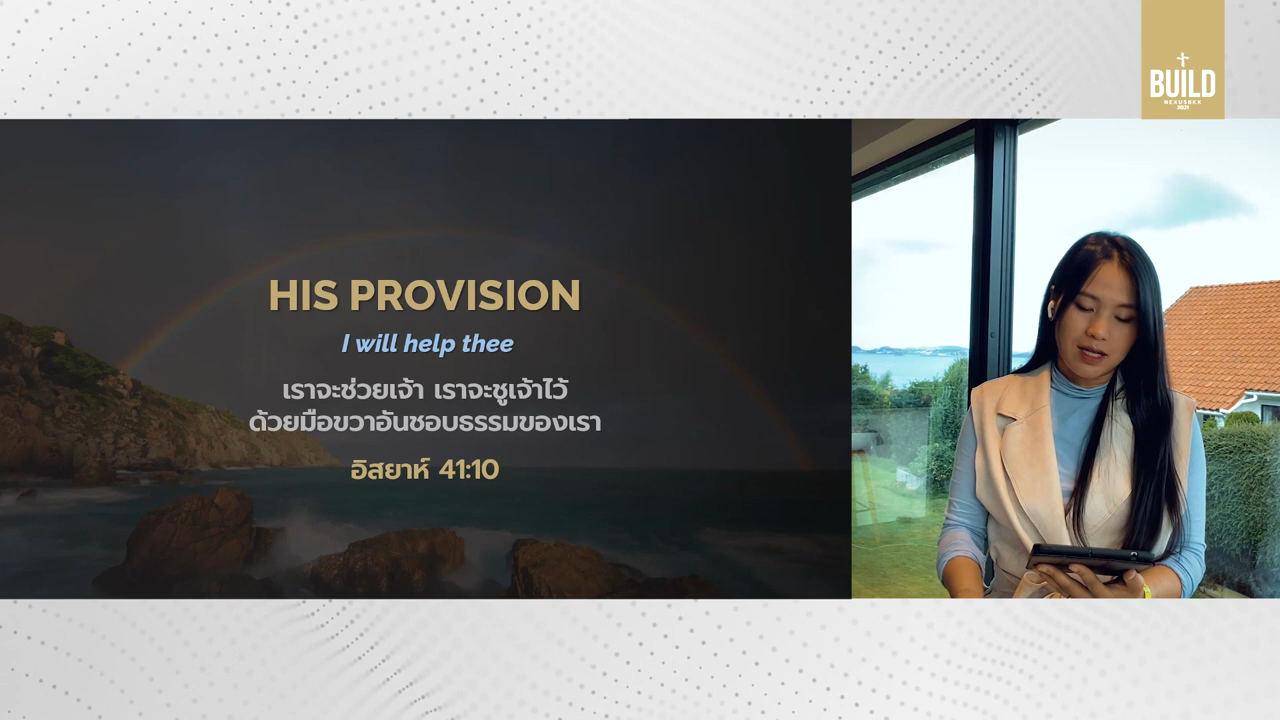 BUILD
NEXUSBKK
2021
HIS PROVISION
I will help thee
เราจะช่วยเจ้า เราจะชูเจ้าไว้
ด้วยมือขวาอันชอบธรรมของเรา
อิสยาห์ 41:10